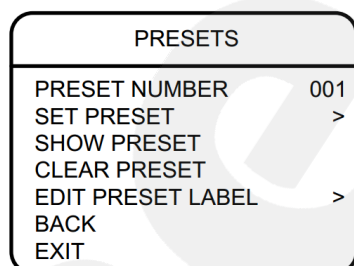 PRESETS
PRESET NUMBER 001
SET PRESET >
SHOW PRESET
CLEAR PRESET
EDIT PRESET LABEL >
BACK
EXIT